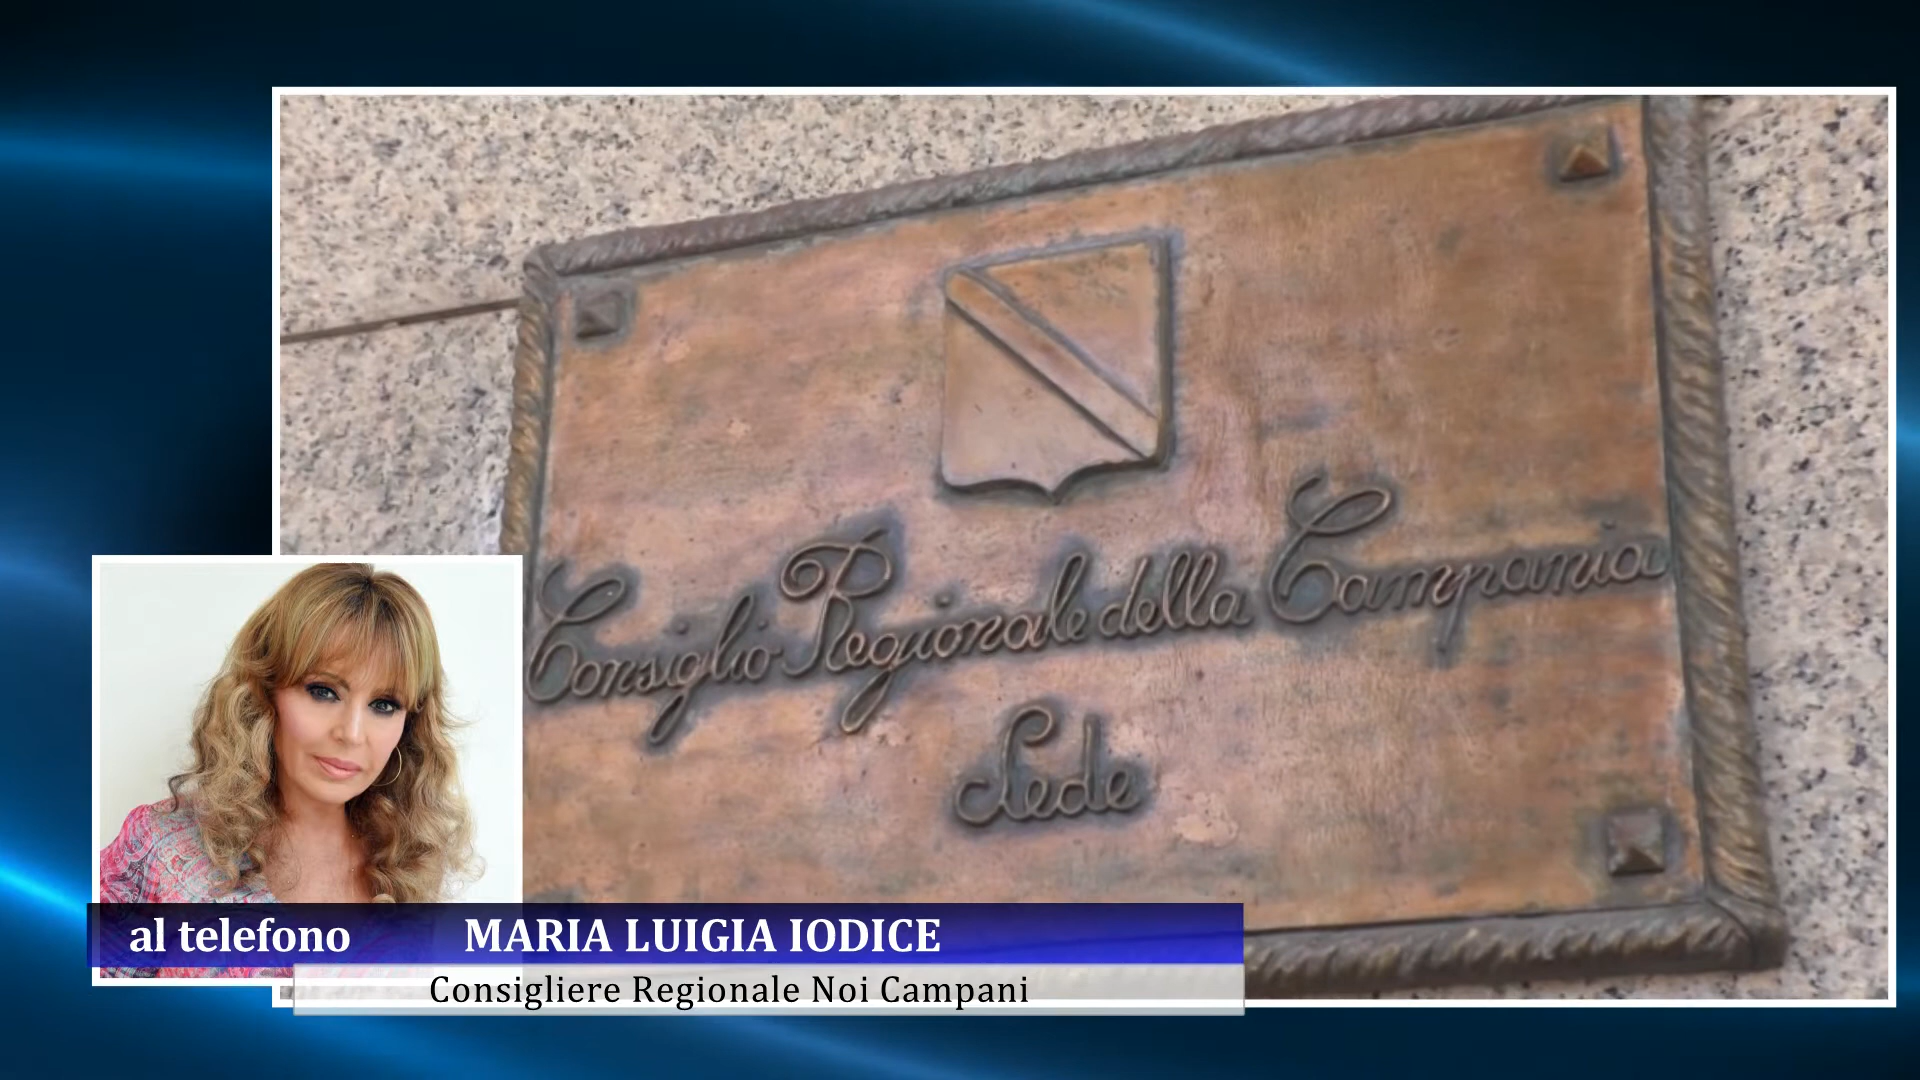 Consiglio Regionale della Campania
Sede
al telefono MARIA LUIGIA IODICE
Consigliere Regionale Noi Campani